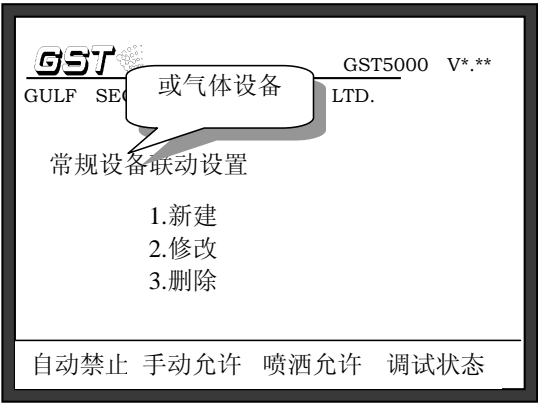 GST
GST5000 V*.**
GULF SE LTD.
或气体设备
常规设备联动设置
1.新建
2.修改
3.删除
自动禁止 手动允许 喷洒允许 调试状态